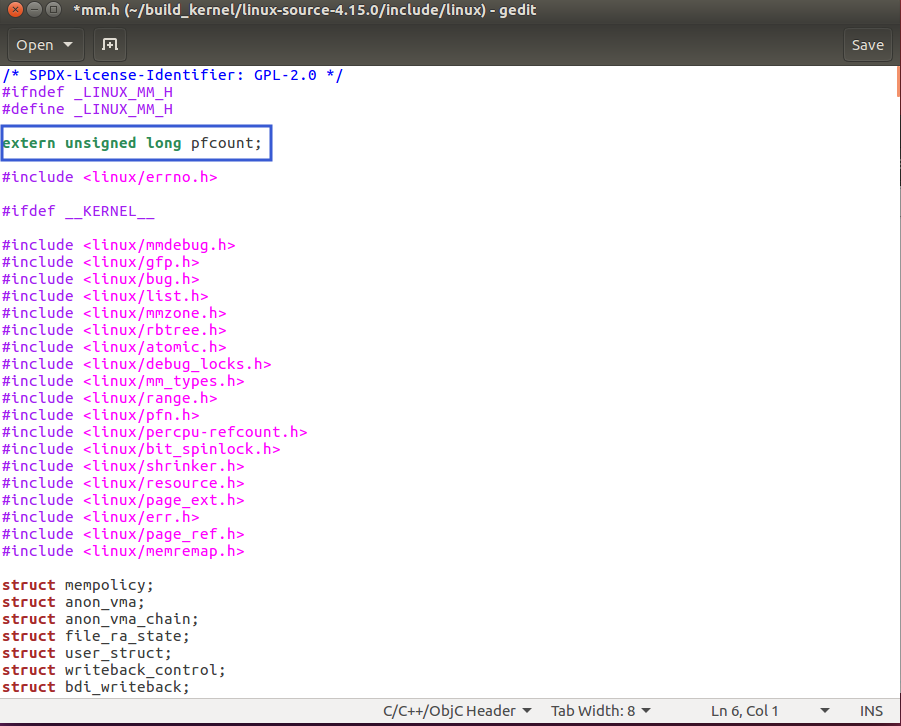 *mm.h (~/build_kernel/linux-source-4.15.0/include/linux) - gedit
Open
Save
/* SPDX-License-Identifier: GPL-2.0 */
#ifndef _LINUX_MM_H
#define _LINUX_MM_H
extern unsigned long pfcount;
#include <linux/errno.h>
#ifdef __KERNEL__
#include <linux/mmdebug.h>
#include <linux/gfp.h>
#include <linux/bug.h>
#include <linux/list.h>
#include <linux/mmzone.h>
#include <linux/rbtree.h>
#include <linux/atomic.h>
#include <linux/debug_locks.h>
#include <linux/mm_types.h>
#include <linux/range.h>
#include <linux/pfn.h>
#include <linux/percpu-refcount.h>
#include <linux/bit_spinlock.h>
#include <linux/shrinker.h>
#include <linux/resource.h>
#include <linux/page_ext.h>
#include <linux/err.h>
#include <linux/page_ref.h>
#include <linux/memremap.h>
struct mempolicy;
struct anon_vma;
struct anon_vma_chain;
struct file_ra_state;
struct user_struct;
struct writeback_control;
struct bdi_writeback;
C/C++/ObjC Header Tab Width: 8 Ln 6, Col 1 INS